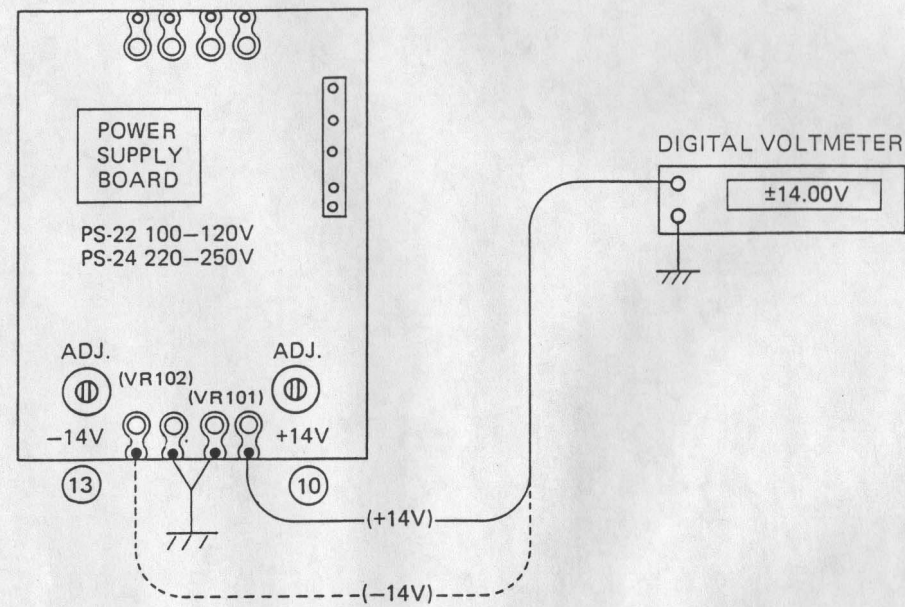 POWER
SUPPLY
BOARD
PS-22 100–120V
PS-24 220–250V
DIGITAL VOLTMETER
±14.00V
ADJ.
(VR102)
–14V
ADJ.
(VR101)
+14V
13
10
(+14V)
(–14V)